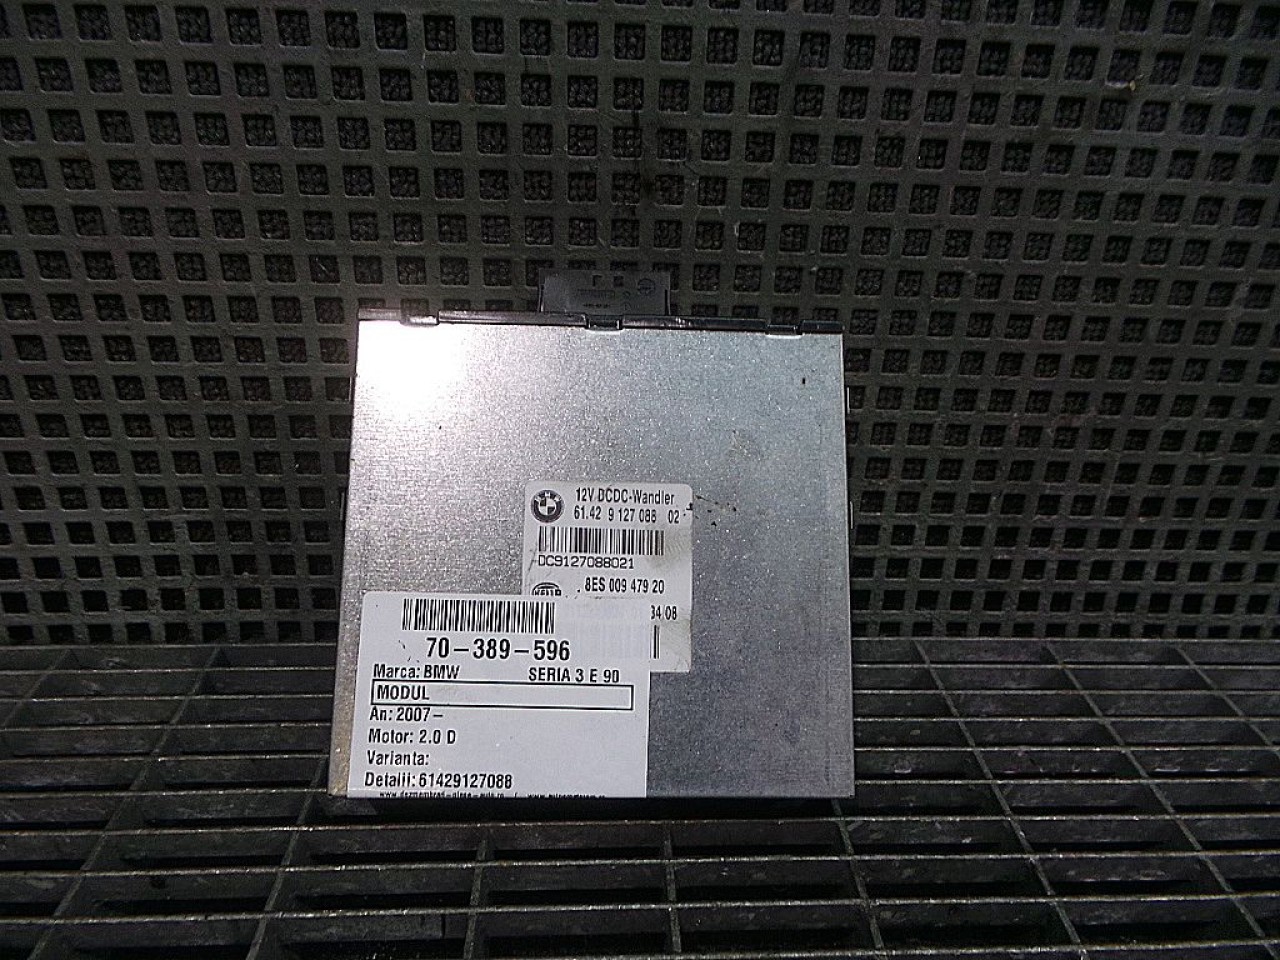 12V DCDC-Wandler
61.42 9 127 088 02
DC9127088021
8ES 009 479 20
34 08
70-389-596
Marca: BMW SERIA 3 E 90
MODUL
An: 2007-
Motor: 2.0 D
Varianta:
Detalii: 61429127088